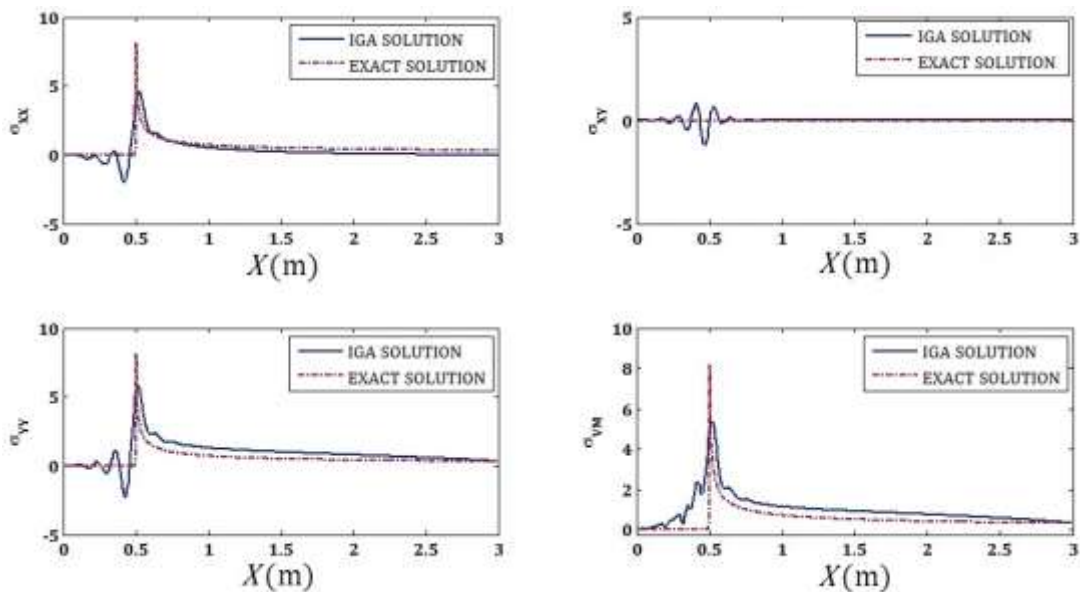 10
5
0
-5
σXX
IGA SOLUTION
EXACT SOLUTION
0 0.5 1 1.5 2 2.5 3
X(m)
5
0
-5
σXY
IGA SOLUTION
EXACT SOLUTION
0 0.5 1 1.5 2 2.5 3
X(m)
10
5
0
-5
σYY
IGA SOLUTION
EXACT SOLUTION
0 0.5 1 1.5 2 2.5 3
X(m)
10
8
6
4
2
0
σVM
IGA SOLUTION
EXACT SOLUTION
0 0.5 1 1.5 2 2.5 3
X(m)